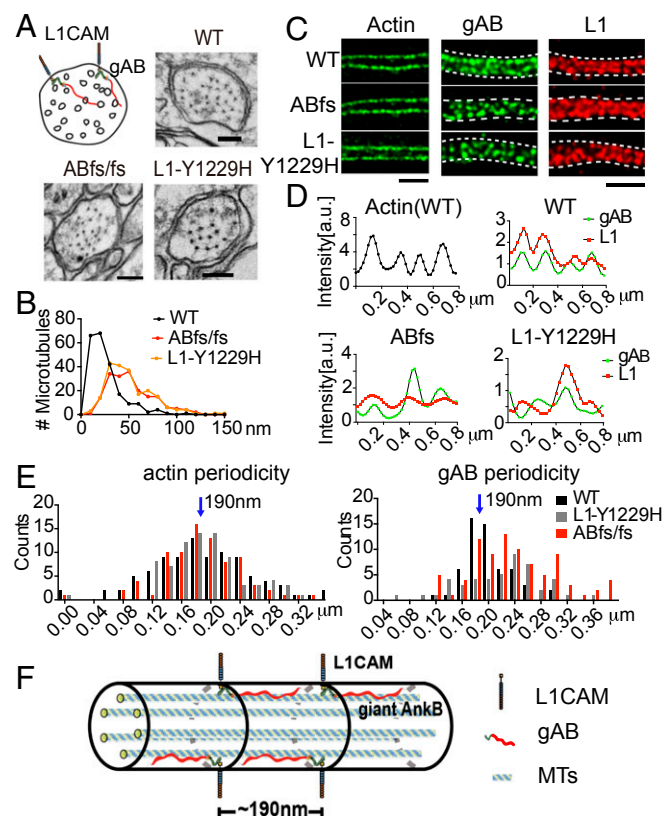 A
L1CAM
gAB
WT
ABfs/fs
L1-Y1229H
B
# Microtubules
80
60
40
20
0
0
50
100
150
nm
WT
ABfs/fs
L1-Y1229H
C
Actin
gAB
L1
WT
ABfs
L1-
Y1229H
D
Actin(WT)
Intensity[a.u.]
8
4
0
0.2
0.4
0.6
0.8
μm
WT
3
2
1
0
gAB
L1
0.2
0.4
0.6
0.8
μm
ABfs
Intensity[a.u.]
4
2
0
0.2
0.4
0.6
0.8
μm
L1-Y1229H
2
1
0
gAB
L1
0.2
0.4
0.6
0.8
μm
E
actin periodicity
190nm
Counts
20
15
10
5
0
0.00
0.04
0.08
0.12
0.16
0.20
0.24
0.28
0.32
μm
gAB periodicity
190nm
WT
L1-Y1229H
ABfs/fs
Counts
20
15
10
5
0
0.04
0.08
0.12
0.16
0.20
0.24
0.28
0.32
0.36
μm
F
L1CAM
giant AnkB
~190nm
L1CAM
gAB
MTs